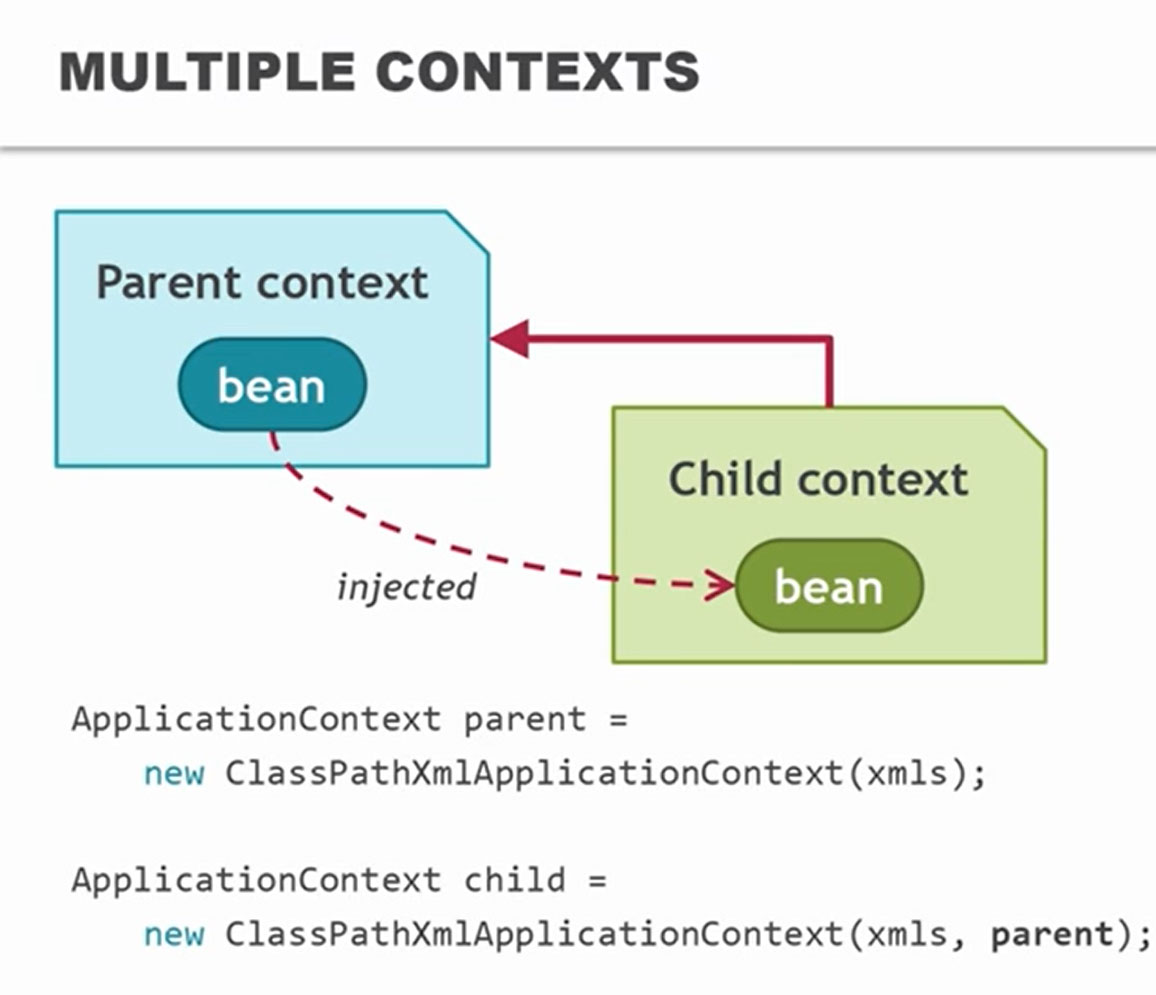 MULTIPLE CONTEXTS
Parent context
bean
Child context
bean
injected
ApplicationContext parent =
new ClassPathXmlApplicationContext(xmls);
ApplicationContext child =
new ClassPathXmlApplicationContext(xmls, parent);